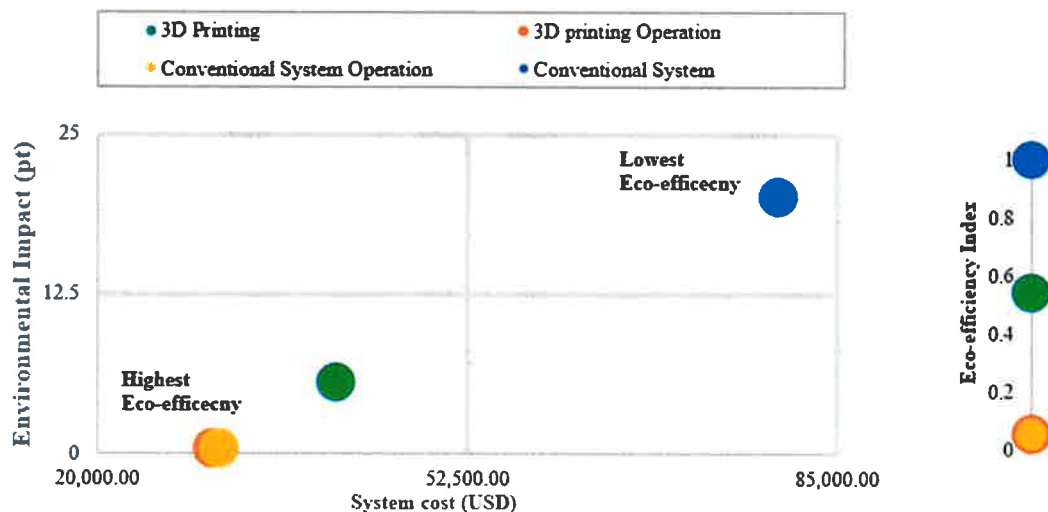 3D Printing
3D printing Operation
Conventional System Operation
Conventional System
Environmental Impact (pt)
25
12.5
0
Lowest
Eco-efficecny
Highest
Eco-efficecny
20,000.00
52,500.00
85,000.00
System cost (USD)
Eco-efficiency Index
1
0.8
0.6
0.4
0.2
0